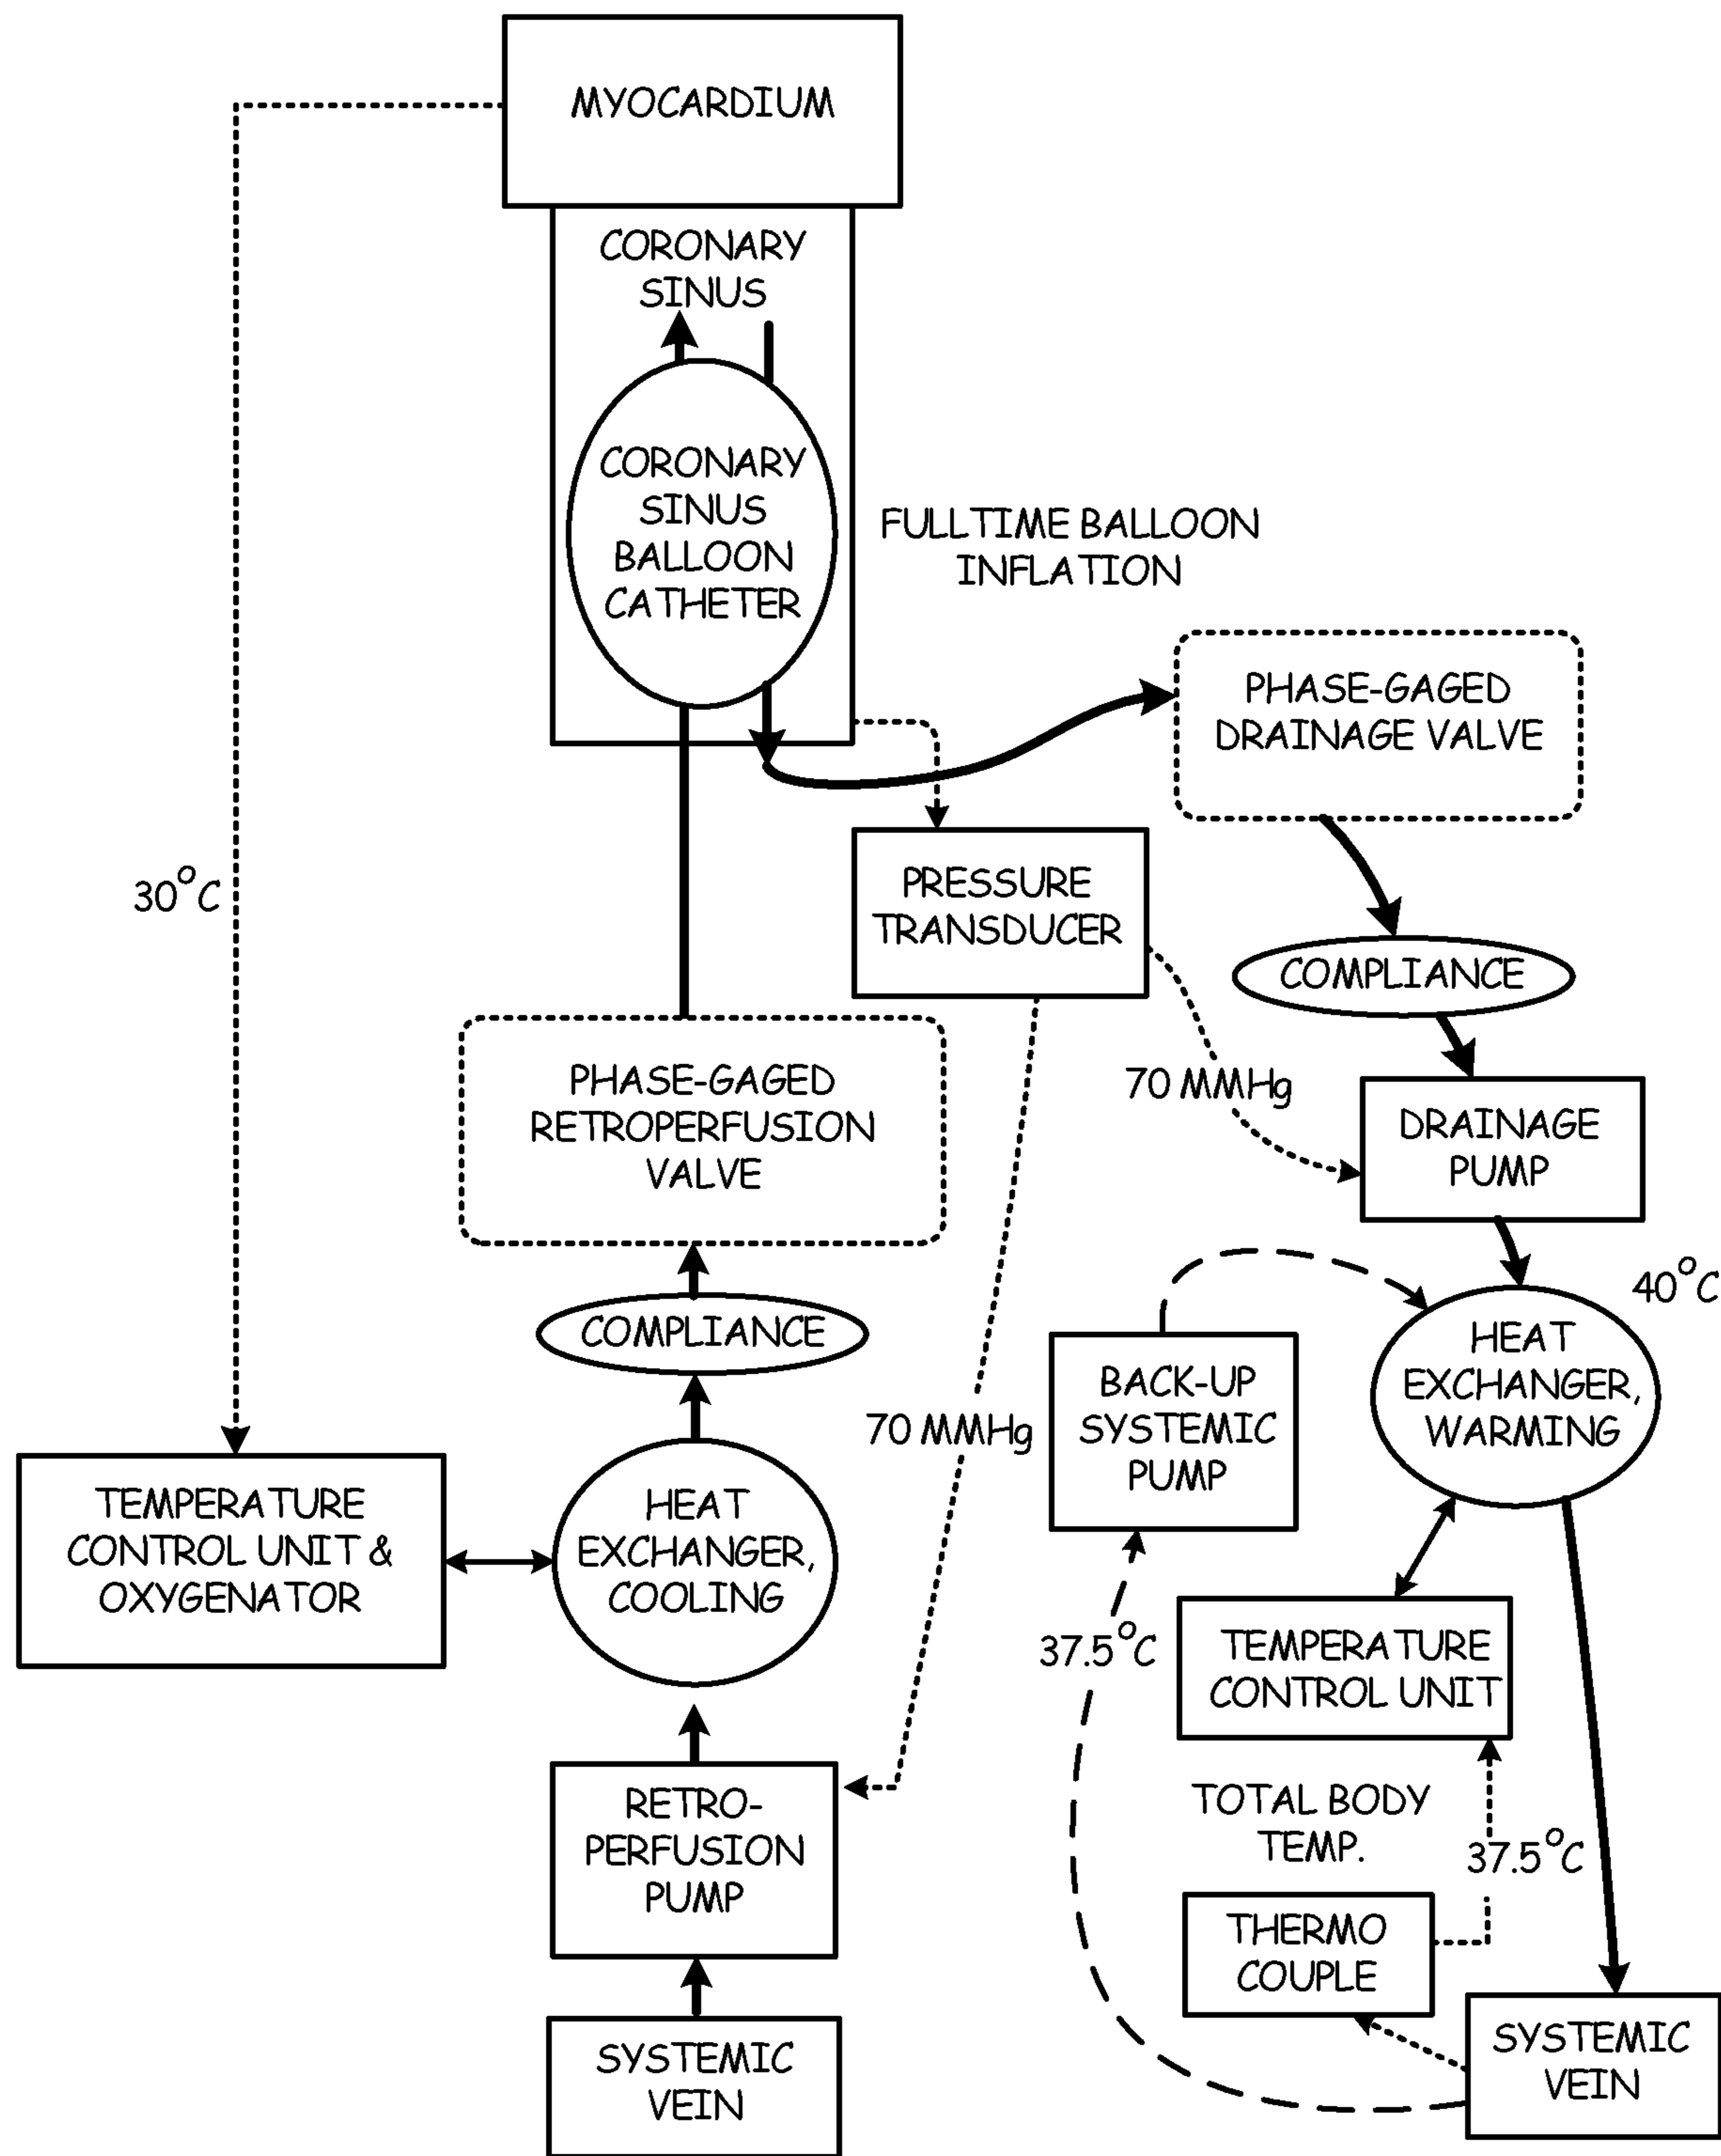 MYOCARDIUM
CORONARY
SINUS
CORONARY
SINUS
BALLOON
CATHETER
FULLTIME BALLOON
INFLATION
PHASE-GAGED
DRAINAGE VALVE
30°C
PRESSURE
TRANSDUCER
COMPLIANCE
PHASE-GAGED
RETROPERFUSION
VALVE
70 MMHg
DRAINAGE
PUMP
40°C
COMPLIANCE
HEAT
EXCHANGER,
WARMING
BACK-UP
SYSTEMIC
PUMP
70 MMHg
TEMPERATURE
CONTROL UNIT &
OXYGENATOR
HEAT
EXCHANGER,
COOLING
37.5°C
TEMPERATURE
CONTROL UNIT
RETRO-
PERFUSION
PUMP
TOTAL BODY
TEMP.
37.5°C
THERMO
COUPLE
SYSTEMIC
VEIN
SYSTEMIC
VEIN